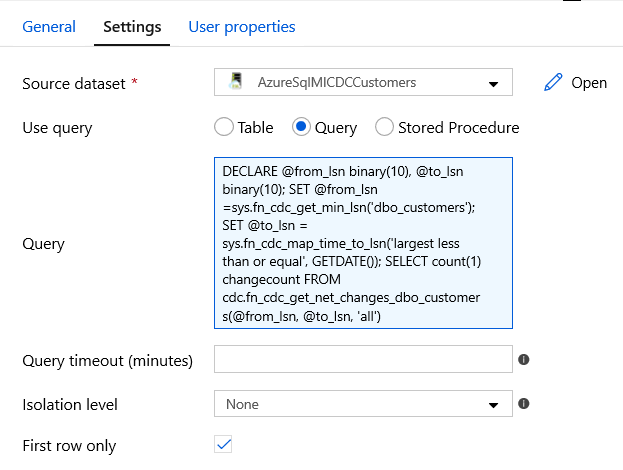 General Settings User properties
Source dataset * AzureSqlMICDCCustomers Open
Use query Table Query Stored Procedure
DECLARE @from_lsn binary(10), @to_lsn
binary(10); SET @from_lsn
=sys.fn_cdc_get_min_lsn('dbo_customers');
SET @to_lsn =
sys.fn_cdc_map_time_to_lsn('largest less
than or equal', GETDATE()); SELECT count(1)
changecount FROM
cdc.fn_cdc_get_net_changes_dbo_customer
s(@from_lsn, @to_lsn, 'all')
Query
Query timeout (minutes)
Isolation level None
First row only